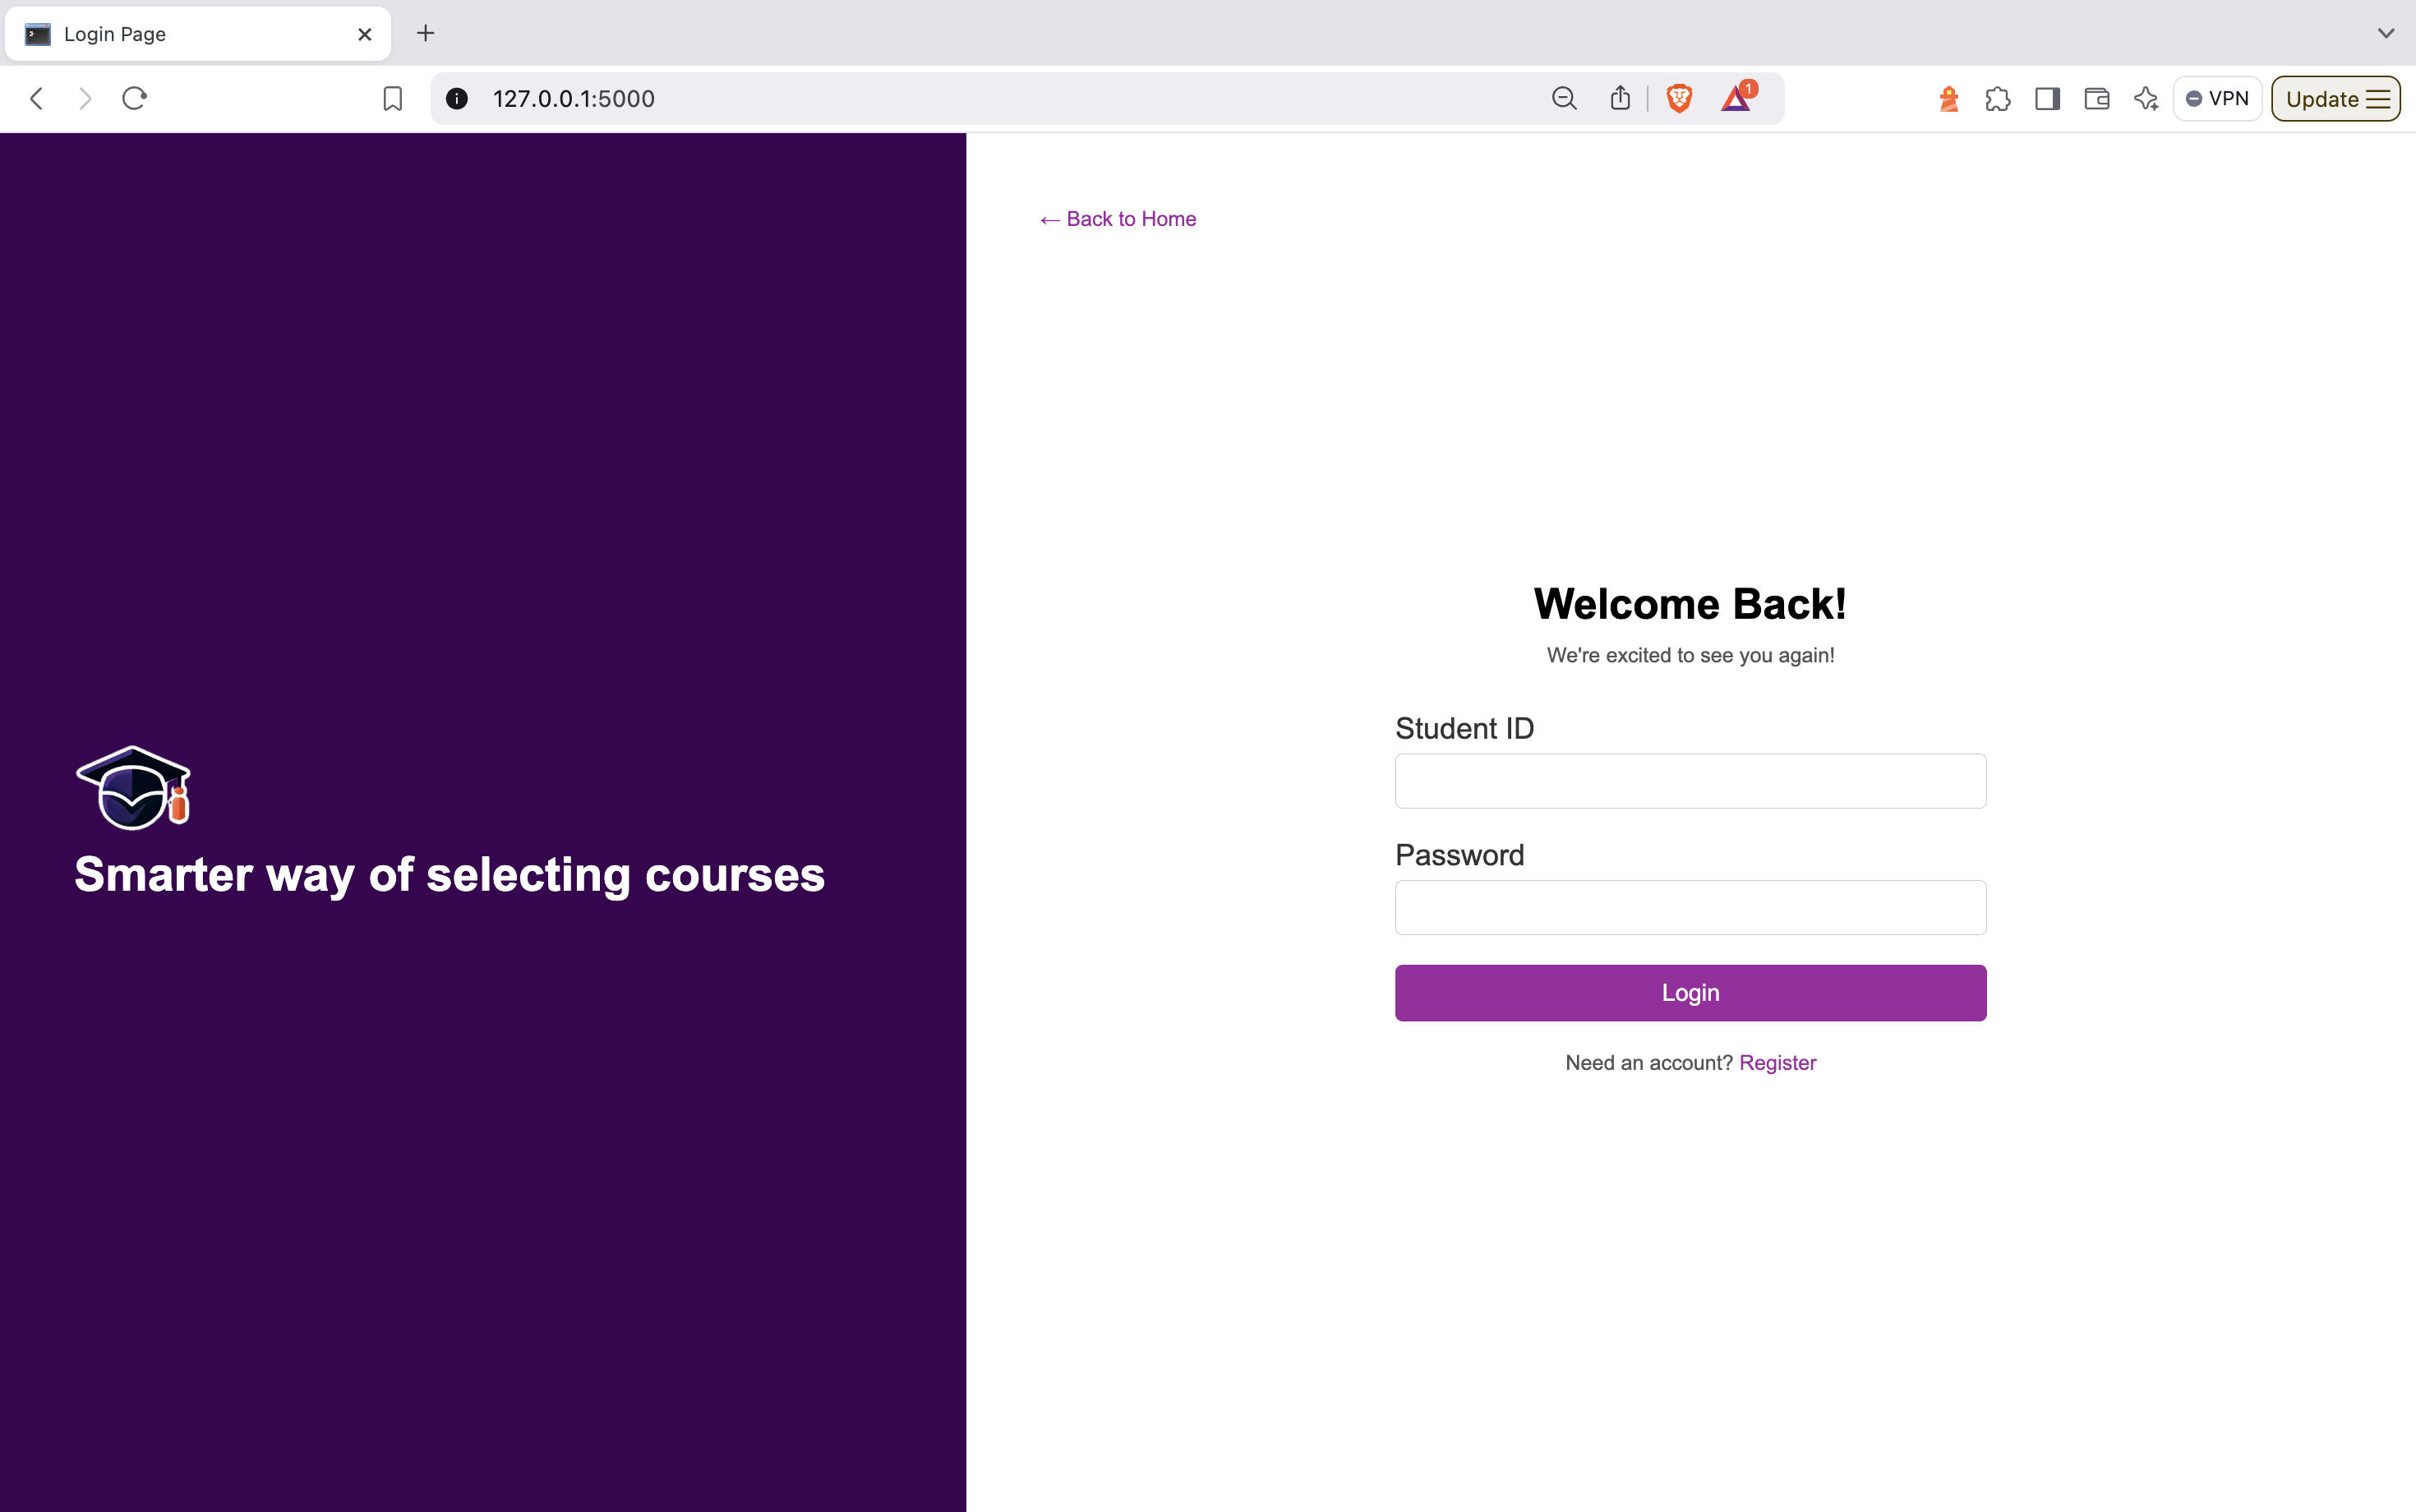 Login Page
127.0.0.1:5000
1
VPN
Update
← Back to Home
Smarter way of selecting courses
Welcome Back!
We're excited to see you again!
Student ID
Password
Login
Need an account? Register